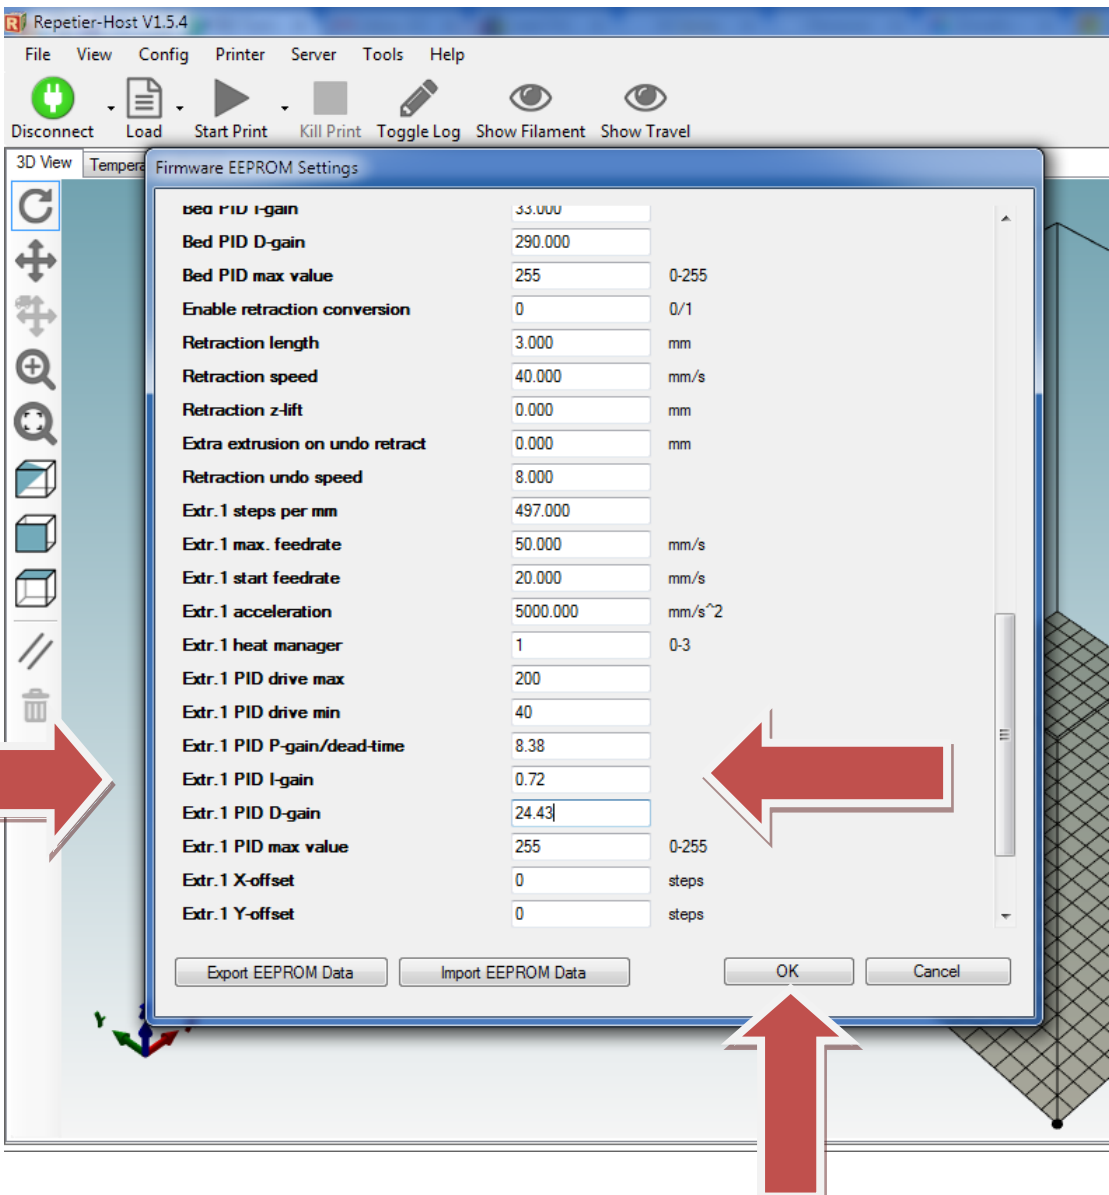 Repetier-Host V1.5.4
File View Config Printer Server Tools Help
Disconnect Load Start Print Kill Print Toggle Log Show Filament Show Travel
3D View Tempera
Firmware EEPROM Settings
Bed PID I-gain 33.000
Bed PID D-gain 290.000
Bed PID max value 255 0-255
Enable retraction conversion 0 0/1
Retraction length 3.000 mm
Retraction speed 40.000 mm/s
Retraction z-lift 0.000 mm
Extra extrusion on undo retract 0.000 mm
Retraction undo speed 8.000
Extr.1 steps per mm 497.000
Extr.1 max. feedrate 50.000 mm/s
Extr.1 start feedrate 20.000 mm/s
Extr.1 acceleration 5000.000 mm/s^2
Extr.1 heat manager 1 0-3
Extr.1 PID drive max 200
Extr.1 PID drive min 40
Extr.1 PID P-gain/dead-time 8.38
Extr.1 PID I-gain 0.72
Extr.1 PID D-gain 24.43
Extr.1 PID max value 255 0-255
Extr.1 X-offset 0 steps
Extr.1 Y-offset 0 steps
Export EEPROM Data Import EEPROM Data OK Cancel